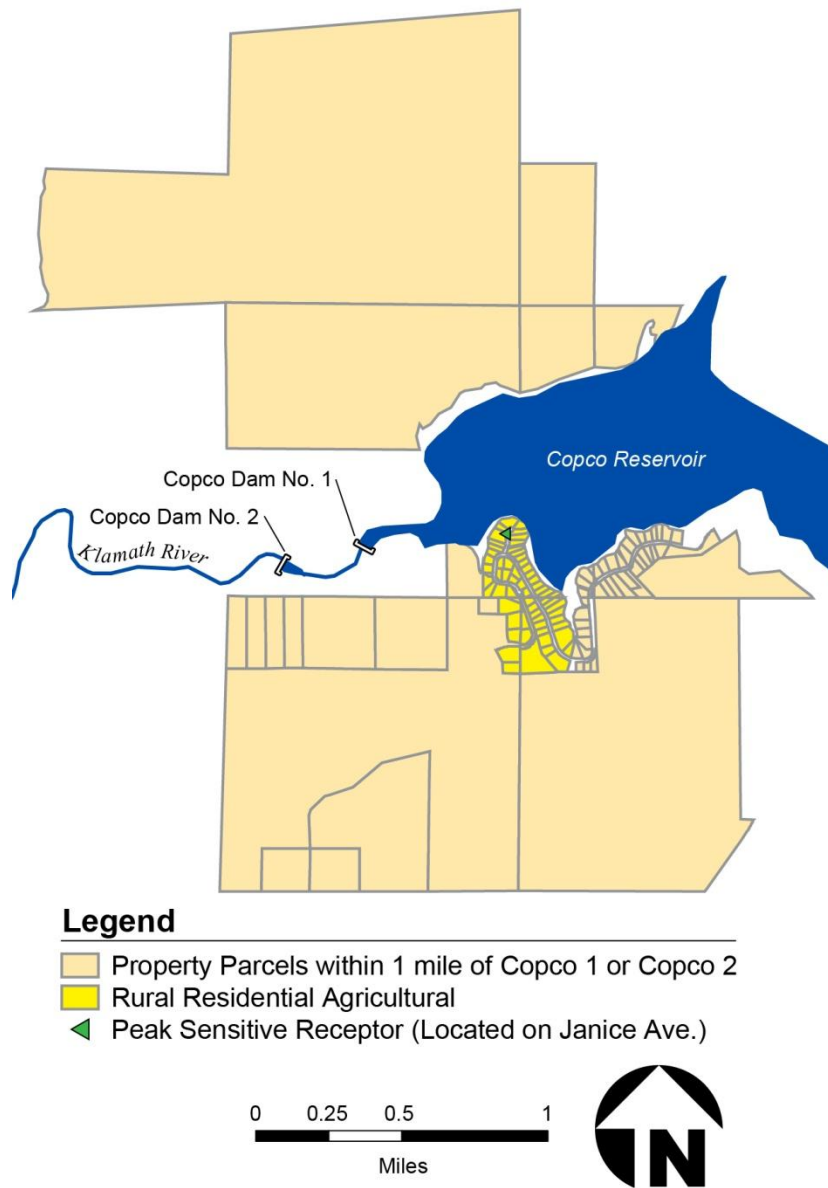 Copco Reservoir
Copco Dam No. 1
Copco Dam No. 2
Klamath River
Legend
Property Parcels within 1 mile of Copco 1 or Copco 2
Rural Residential Agricultural
Peak Sensitive Receptor (Located on Janice Ave.)
0 0.25 0.5 1
Miles
N